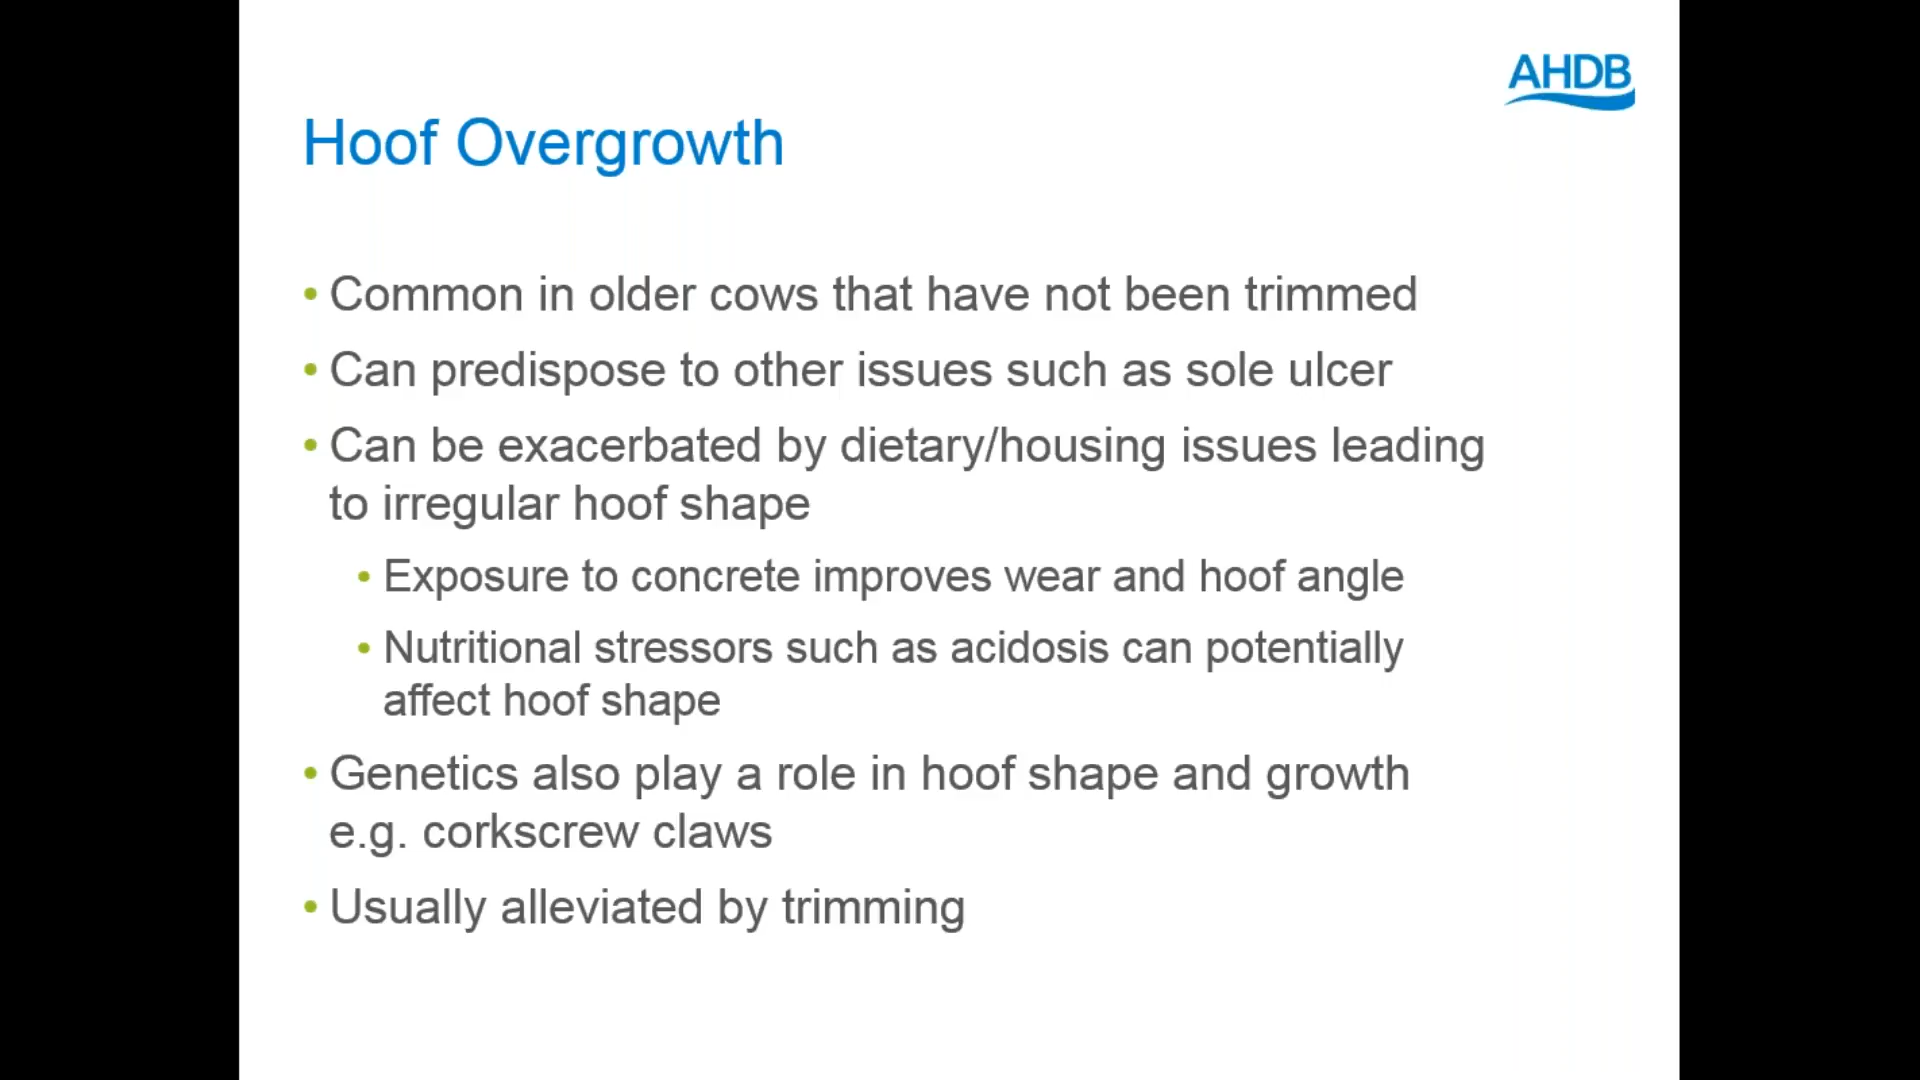 AHDB
Hoof Overgrowth
• Common in older cows that have not been trimmed
• Can predispose to other issues such as sole ulcer
• Can be exacerbated by dietary/housing issues leading
to irregular hoof shape
• Exposure to concrete improves wear and hoof angle
• Nutritional stressors such as acidosis can potentially
affect hoof shape
• Genetics also play a role in hoof shape and growth
e.g. corkscrew claws
• Usually alleviated by trimming